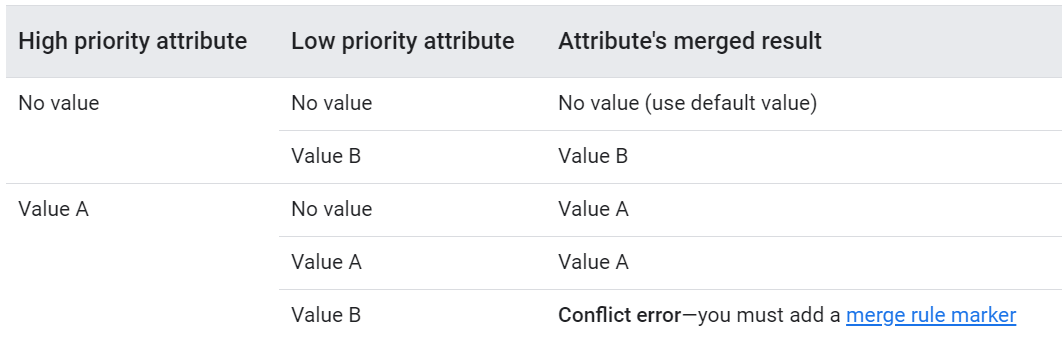 High priority attribute Low priority attribute Attribute's merged result
No value No value No value (use default value)
Value B Value B
Value A No value Value A
Value A Value A
Value B Conflict error—you must add a merge rule marker